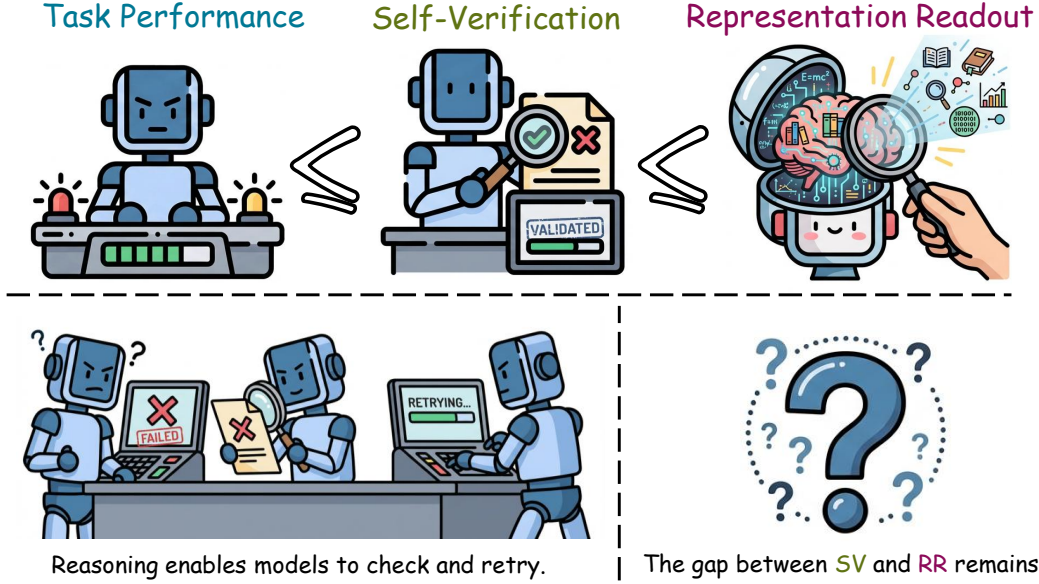 Task Performance
Self-Verification
Representation Readout
E=mc²
VALIDATED
FAILED
RETRYING...
Reasoning enables models to check and retry.
The gap between SV and RR remains